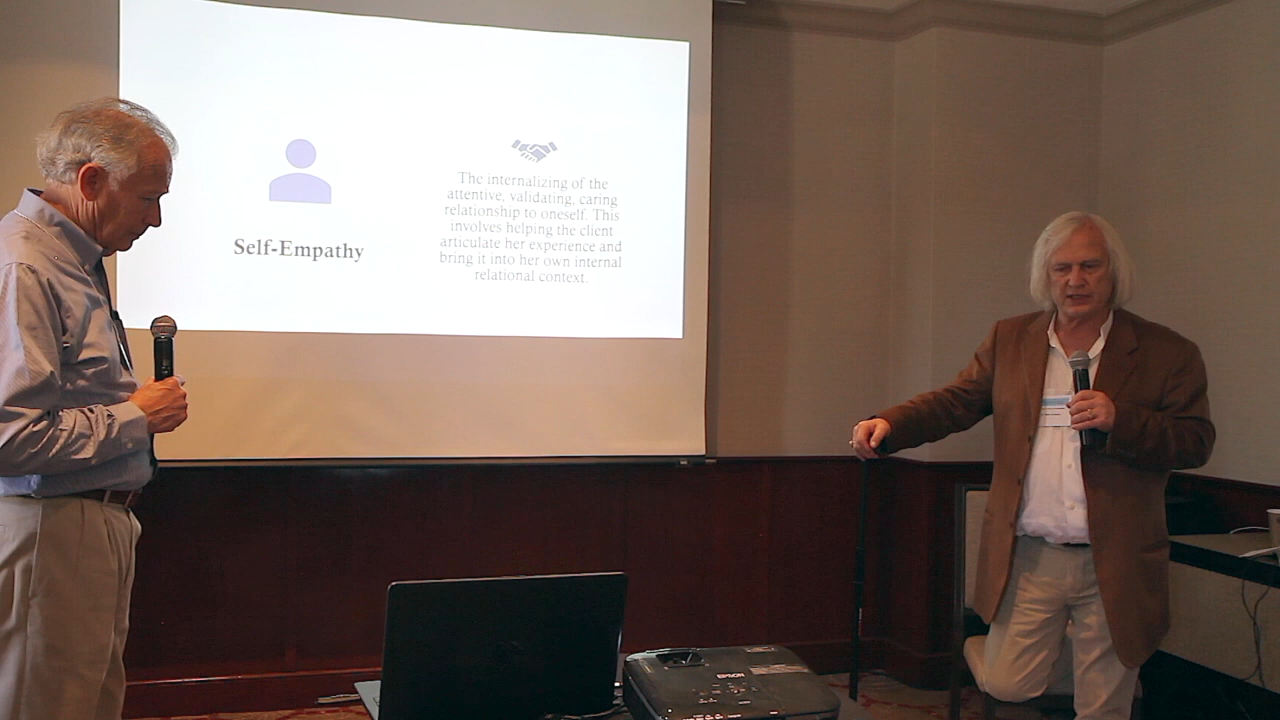 Self-Empathy
The internalizing of the
attentive, validating, caring
relationship to oneself. This
involves helping the client
articulate her experience and
bring it into her own internal
relational context.
EPSON